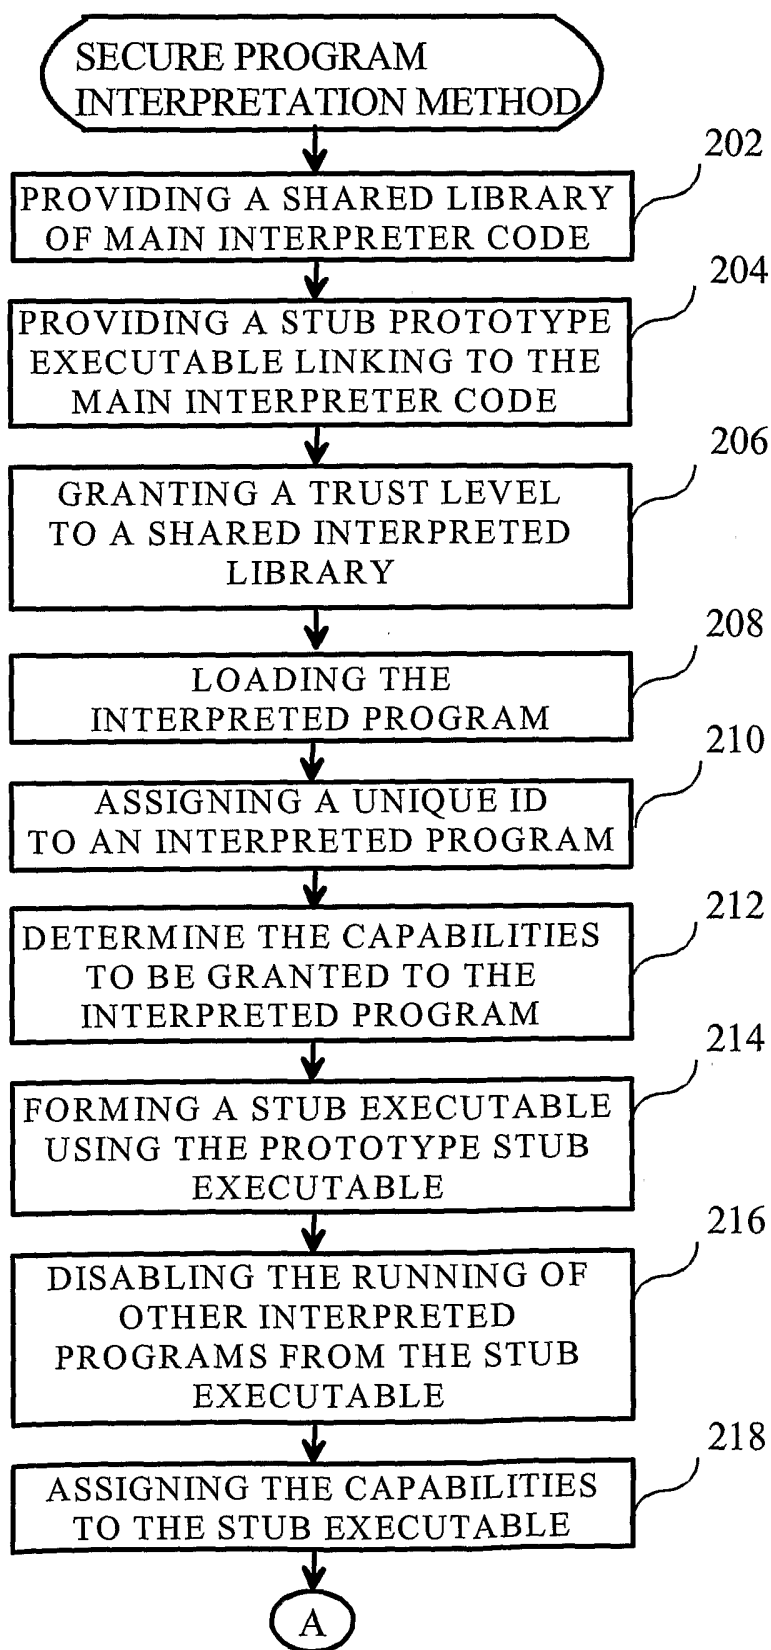 SECURE PROGRAM
INTERPRETATION METHOD
202
PROVIDING A SHARED LIBRARY
OF MAIN INTERPRETER CODE
204
PROVIDING A STUB PROTOTYPE
EXECUTABLE LINKING TO THE
MAIN INTERPRETER CODE
206
GRANTING A TRUST LEVEL
TO A SHARED INTERPRETED
LIBRARY
208
LOADING THE
INTERPRETED PROGRAM
210
ASSIGNING A UNIQUE ID
TO AN INTERPRETED PROGRAM
212
DETERMINE THE CAPABILITIES
TO BE GRANTED TO THE
INTERPRETED PROGRAM
214
FORMING A STUB EXECUTABLE
USING THE PROTOTYPE STUB
EXECUTABLE
216
DISABLING THE RUNNING OF
OTHER INTERPRETED
PROGRAMS FROM THE STUB
EXECUTABLE
218
ASSIGNING THE CAPABILITIES
TO THE STUB EXECUTABLE
A